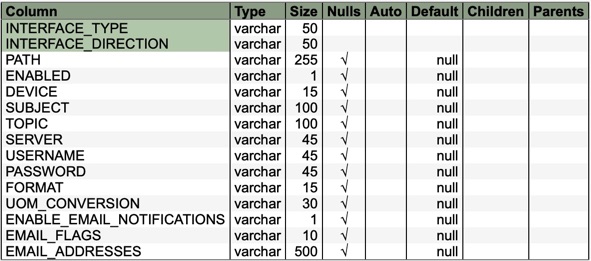 Column Type Size Nulls Auto Default Children Parents
INTERFACE_TYPE varchar 50
INTERFACE_DIRECTION varchar 50
PATH varchar 255 √ null
ENABLED varchar 1 √ null
DEVICE varchar 15 √ null
SUBJECT varchar 100 √ null
TOPIC varchar 100 √ null
SERVER varchar 45 √ null
USERNAME varchar 45 √ null
PASSWORD varchar 45 √ null
FORMAT varchar 15 √ null
UOM_CONVERSION varchar 30 √ null
ENABLE_EMAIL_NOTIFICATIONS varchar 1 √ null
EMAIL_FLAGS varchar 10 √ null
EMAIL_ADDRESSES varchar 500 √ null